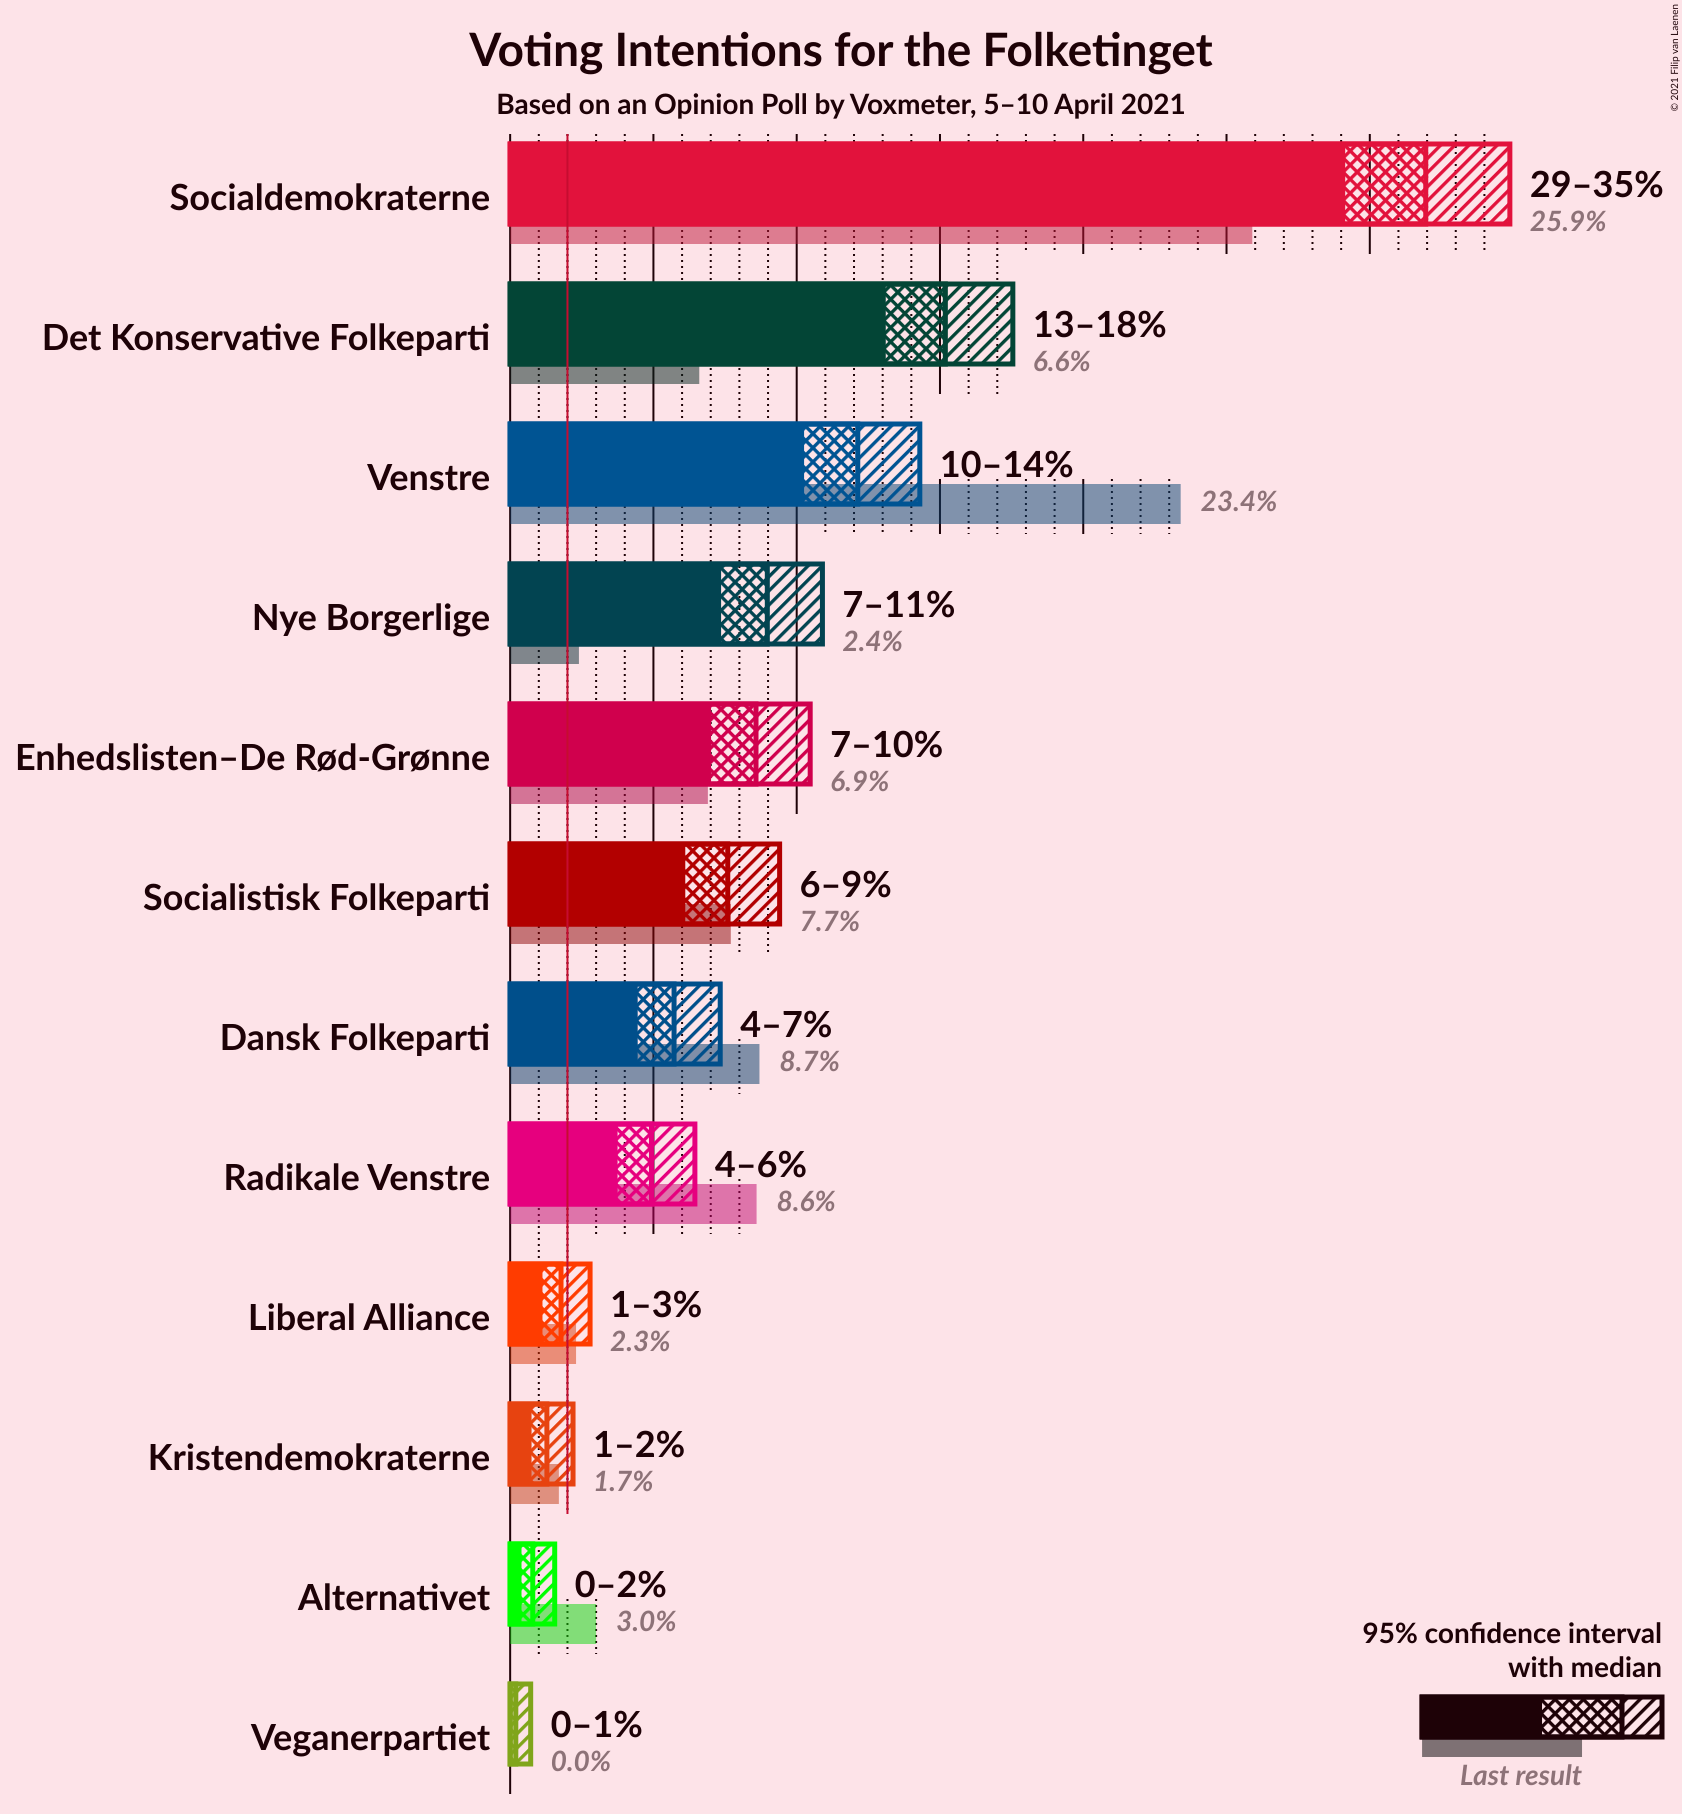 Voting Intentions for the Folketinget
Based on an Opinion Poll by Voxmeter, 5–10 April 2021
© 2021 Filip van Laenen
Socialdemokraterne
29–35%
25.9%
Det Konservative Folkeparti
13–18%
6.6%
Venstre
10–14%
23.4%
Nye Borgerlige
7–11%
2.4%
Enhedslisten–De Rød-Grønne
7–10%
6.9%
Socialistisk Folkeparti
6–9%
7.7%
Dansk Folkeparti
4–7%
8.7%
Radikale Venstre
4–6%
8.6%
Liberal Alliance
1–3%
2.3%
Kristendemokraterne
1–2%
1.7%
Alternativet
0–2%
3.0%
Veganerpartiet
0–1%
0.0%
95% confidence interval
with median
Last result